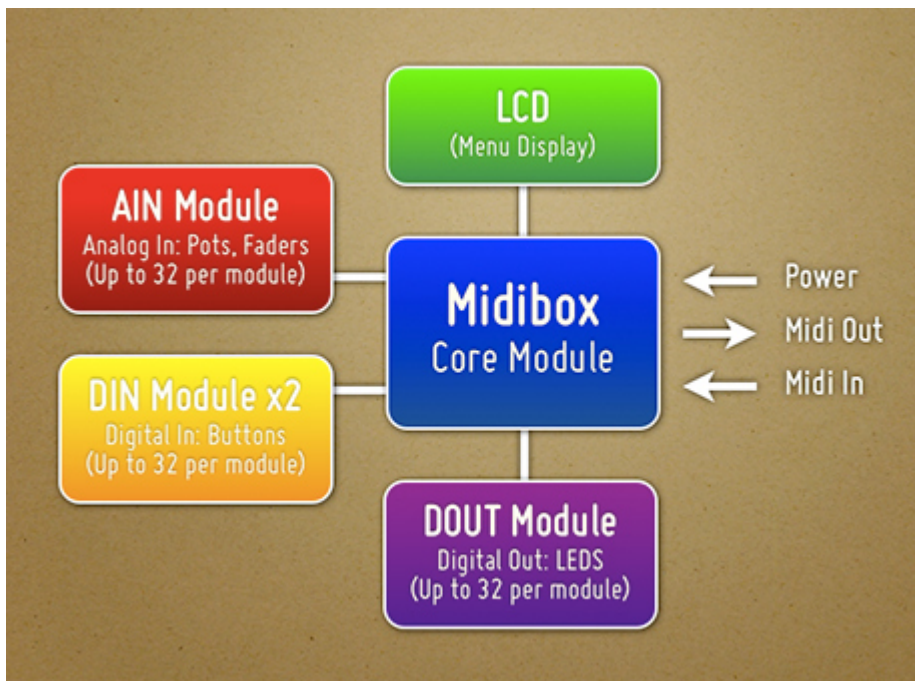 LCD
(Menu Display)
AIN Module
Analog In: Pots, Faders
(Up to 32 per module)
Midibox
Core Module
Power
Midi Out
Midi In
DIN Module x2
Digital In: Buttons
(Up to 32 per module)
DOUT Module
Digital Out: LEDS
(Up to 32 per module)